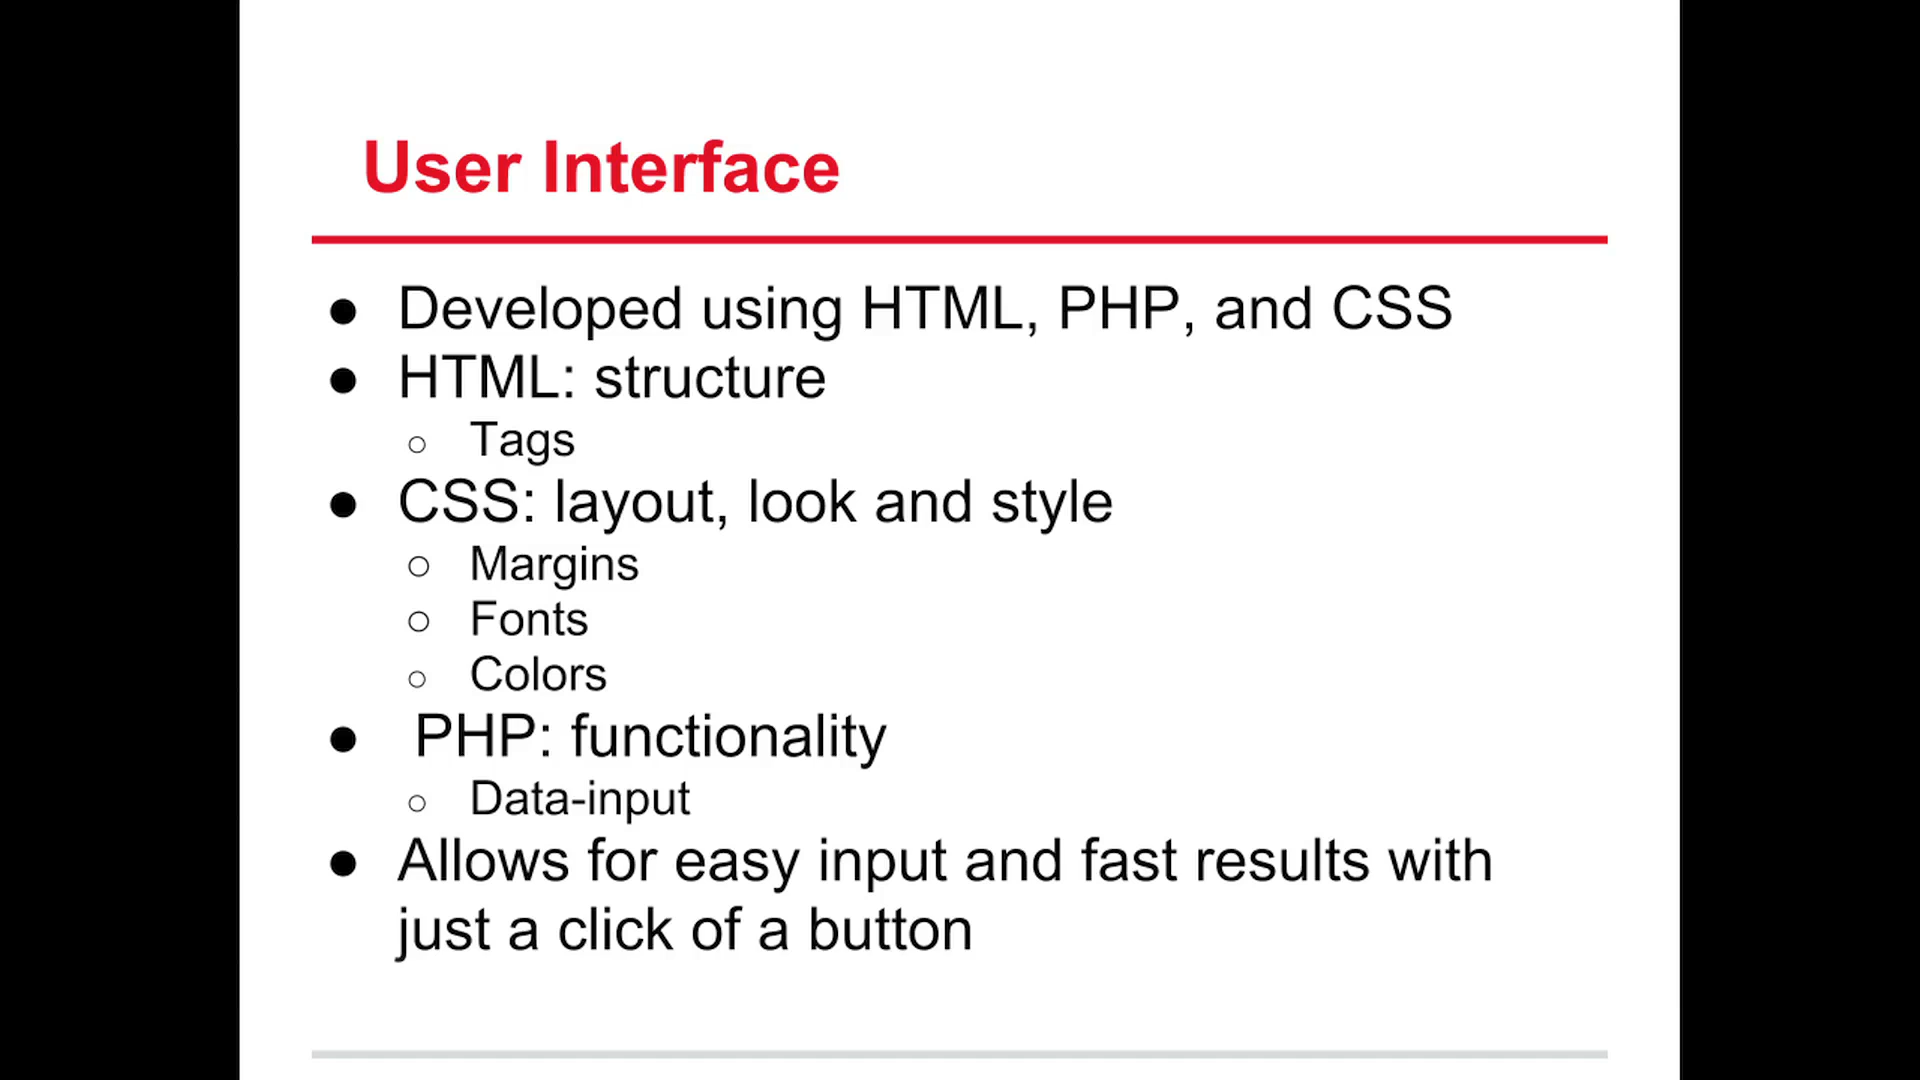 User Interface
● Developed using HTML, PHP, and CSS
● HTML: structure
○ Tags
● CSS: layout, look and style
○ Margins
○ Fonts
○ Colors
● PHP: functionality
○ Data-input
● Allows for easy input and fast results with
just a click of a button